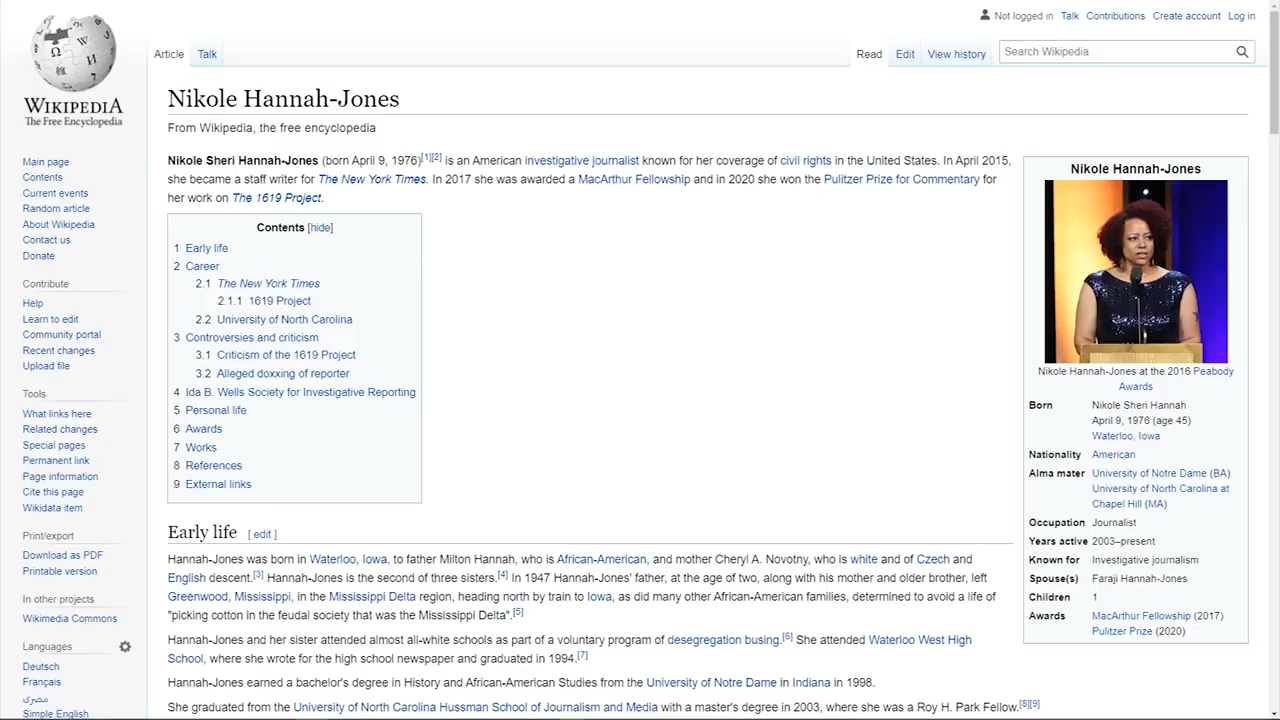 Not logged in Talk Contributions Create account Log in
Article Talk
Read Edit View history
Search Wikipedia
WIKIPEDIA
The Free Encyclopedia
Main page
Contents
Current events
Random article
About Wikipedia
Contact us
Donate
Contribute
Help
Learn to edit
Community portal
Recent changes
Upload file
Tools
What links here
Related changes
Special pages
Permanent link
Page information
Cite this page
Wikidata item
Print/export
Download as PDF
Printable version
In other projects
Wikimedia Commons
Languages
Deutsch
Français
مصرى
Simple English
Nikole Hannah-Jones
From Wikipedia, the free encyclopedia
Nikole Sheri Hannah-Jones (born April 9, 1976)[1][2] is an American investigative journalist known for her coverage of civil rights in the United States. In April 2015,
she became a staff writer for The New York Times. In 2017 she was awarded a MacArthur Fellowship and in 2020 she won the Pulitzer Prize for Commentary for
her work on The 1619 Project.
Contents [hide]
1 Early life
2 Career
2.1 The New York Times
2.1.1 1619 Project
2.2 University of North Carolina
3 Controversies and criticism
3.1 Criticism of the 1619 Project
3.2 Alleged doxxing of reporter
4 Ida B. Wells Society for Investigative Reporting
5 Personal life
6 Awards
7 Works
8 References
9 External links
Early life [ edit ]
Hannah-Jones was born in Waterloo, Iowa, to father Milton Hannah, who is African-American, and mother Cheryl A. Novotny, who is white and of Czech and
English descent.[3] Hannah-Jones is the second of three sisters.[4] In 1947 Hannah-Jones' father, at the age of two, along with his mother and older brother, left
Greenwood, Mississippi, in the Mississippi Delta region, heading north by train to Iowa, as did many other African-American families, determined to avoid a life of
"picking cotton in the feudal society that was the Mississippi Delta".[5]
Hannah-Jones and her sister attended almost all-white schools as part of a voluntary program of desegregation busing.[6] She attended Waterloo West High
School, where she wrote for the high school newspaper and graduated in 1994.[7]
Hannah-Jones earned a bachelor's degree in History and African-American Studies from the University of Notre Dame in Indiana in 1998.
She graduated from the University of North Carolina Hussman School of Journalism and Media with a master's degree in 2003, where she was a Roy H. Park Fellow.[8][9]
Nikole Hannah-Jones
Nikole Hannah-Jones at the 2016 Peabody
Awards
Born Nikole Sheri Hannah
April 9, 1976 (age 45)
Waterloo, Iowa
Nationality American
Alma mater University of Notre Dame (BA)
University of North Carolina at
Chapel Hill (MA)
Occupation Journalist
Years active 2003–present
Known for Investigative journalism
Spouse(s) Faraji Hannah-Jones
Children 1
Awards MacArthur Fellowship (2017)
Pulitzer Prize (2020)